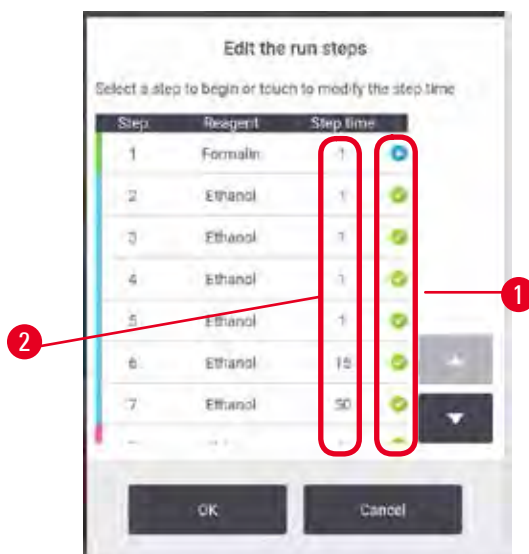 Edit the run steps
Select a step to begin or touch to modify the step time
Step Reagent Step time
1 Formalin 1
2 Ethanol 1
3 Ethanol 1
4 Ethanol 1
1
5 Ethanol 1
2
6 Ethanol 15
7 Ethanol 50
OK Cancel